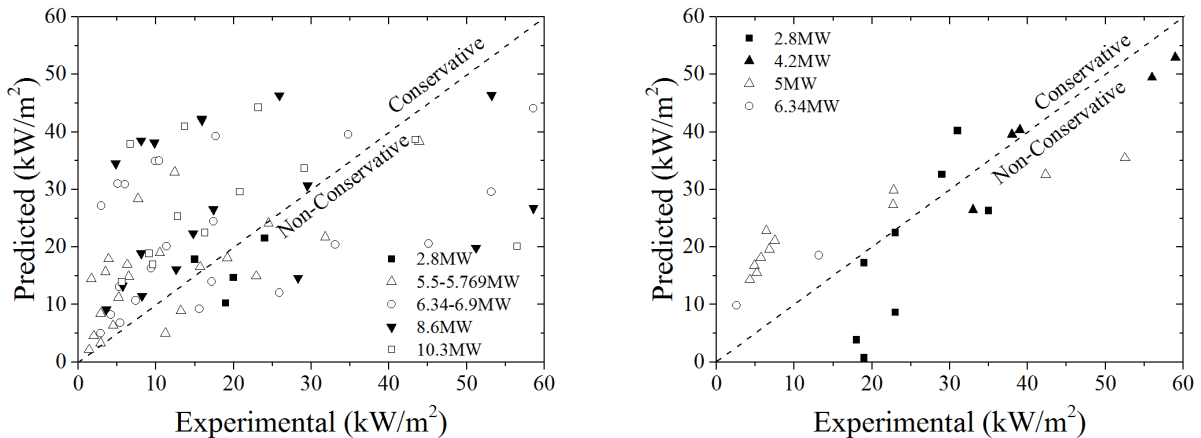 60
50
40
30
20
10
0
Predicted (kW/m²)
Conservative
Non-Conservative
2.8MW
5.5-5.769MW
6.34-6.9MW
8.6MW
10.3MW
0 10 20 30 40 50 60
Experimental (kW/m²)
60
50
40
30
20
10
0
Predicted (kW/m²)
2.8MW
4.2MW
5MW
6.34MW
Conservative
Non-Conservative
0 10 20 30 40 50 60
Experimental (kW/m²)